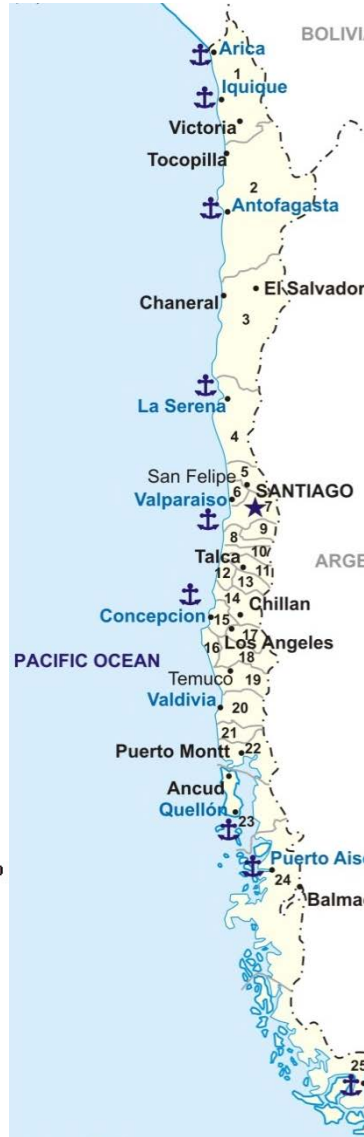 BOLIVI
Arica
1
Iquique
Victoria
Tocopilla
2
Antofagasta
El Salvador
Chaneral
3
La Serena
4
San Felipe 5
6 SANTIAGO
Valparaiso 7
9
8
10
Talca 11
ARGE
12
13
14
Chillan
Concepcion 15
17
16 Los Angeles
PACIFIC OCEAN
18
Temuco 19
Valdivia
20
21
Puerto Montt 22
Ancud
Quellón
23
Puerto Aise
24
Balma
25